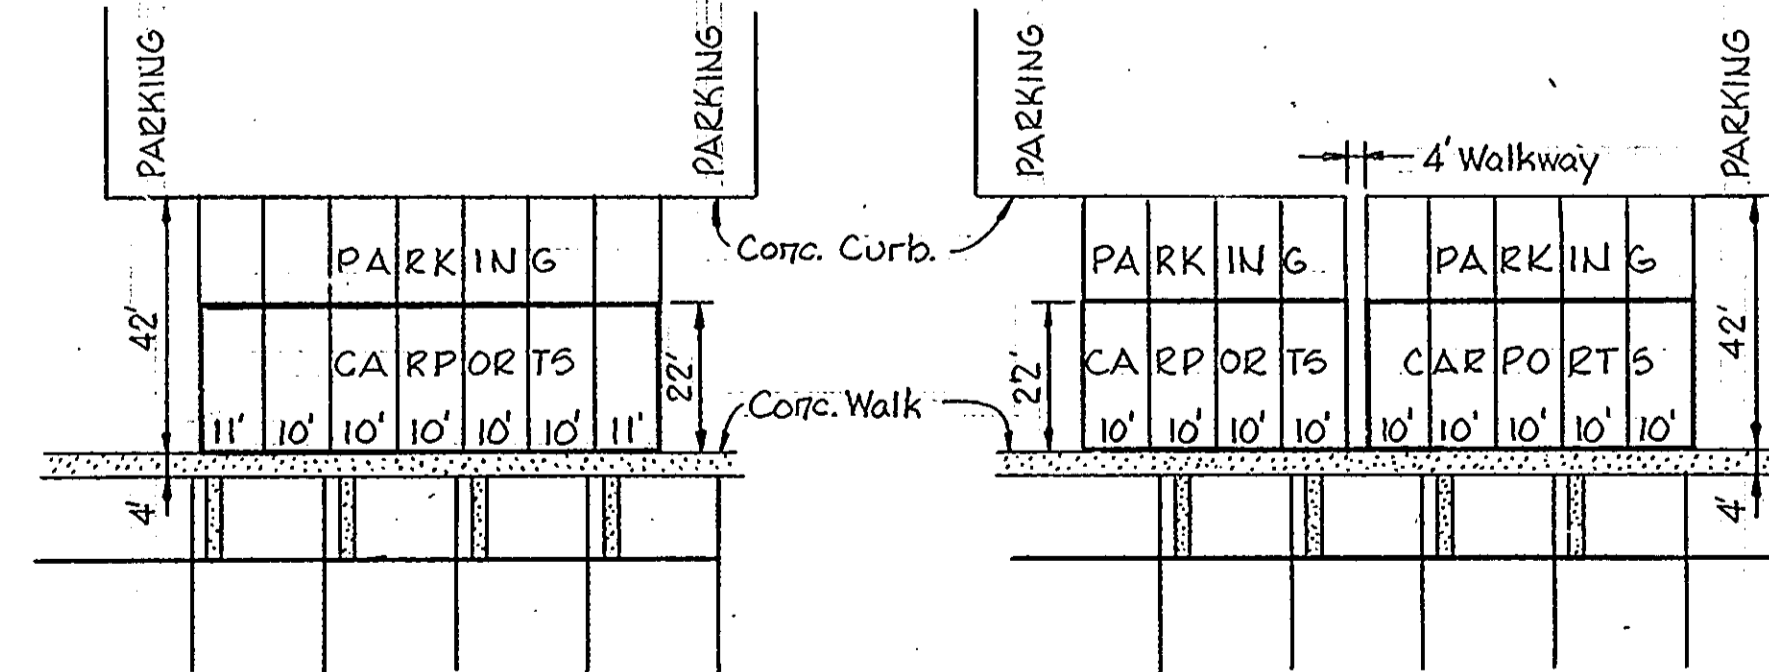 PARKING
PARKING
PARKING
PARKING
4' Walkway
PARKING
Conc. Curb.
PARKING
PARKING
42'
CARPORTS
22'
22'
CARPORTS
CARPORTS
42'
Conc. Walk
11' 10' 10' 10' 10' 10' 11'
10' 10' 10' 10'
10' 10' 10' 10' 10'
4'
4'